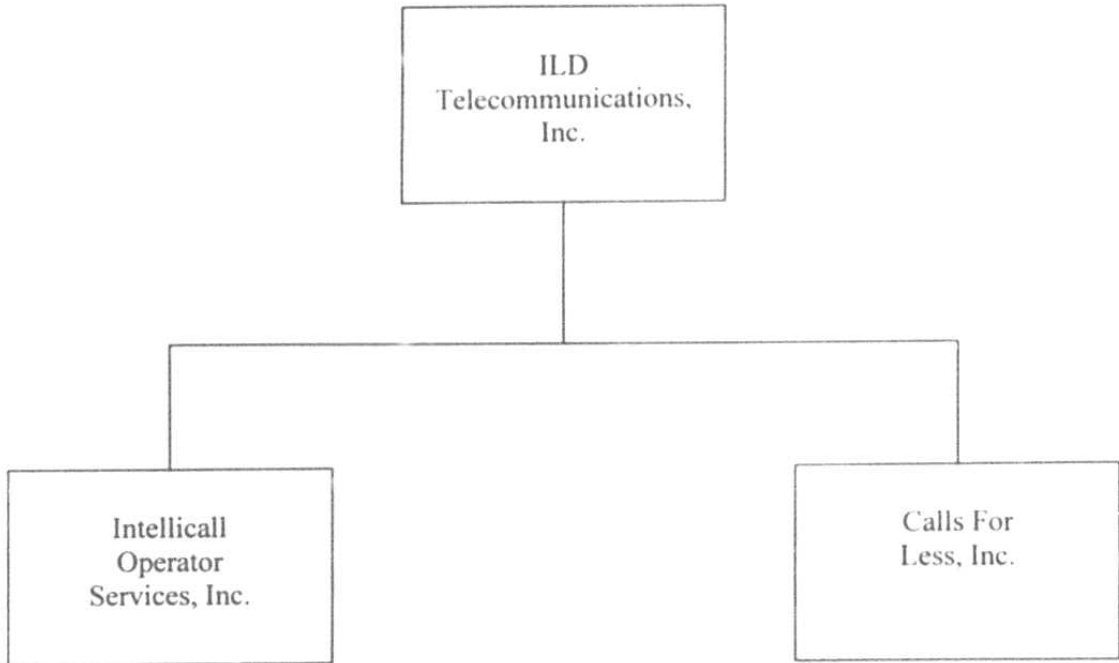 ILD
Telecommunications,
Inc.
Intellicall
Operator
Services, Inc.
Calls For
Less, Inc.